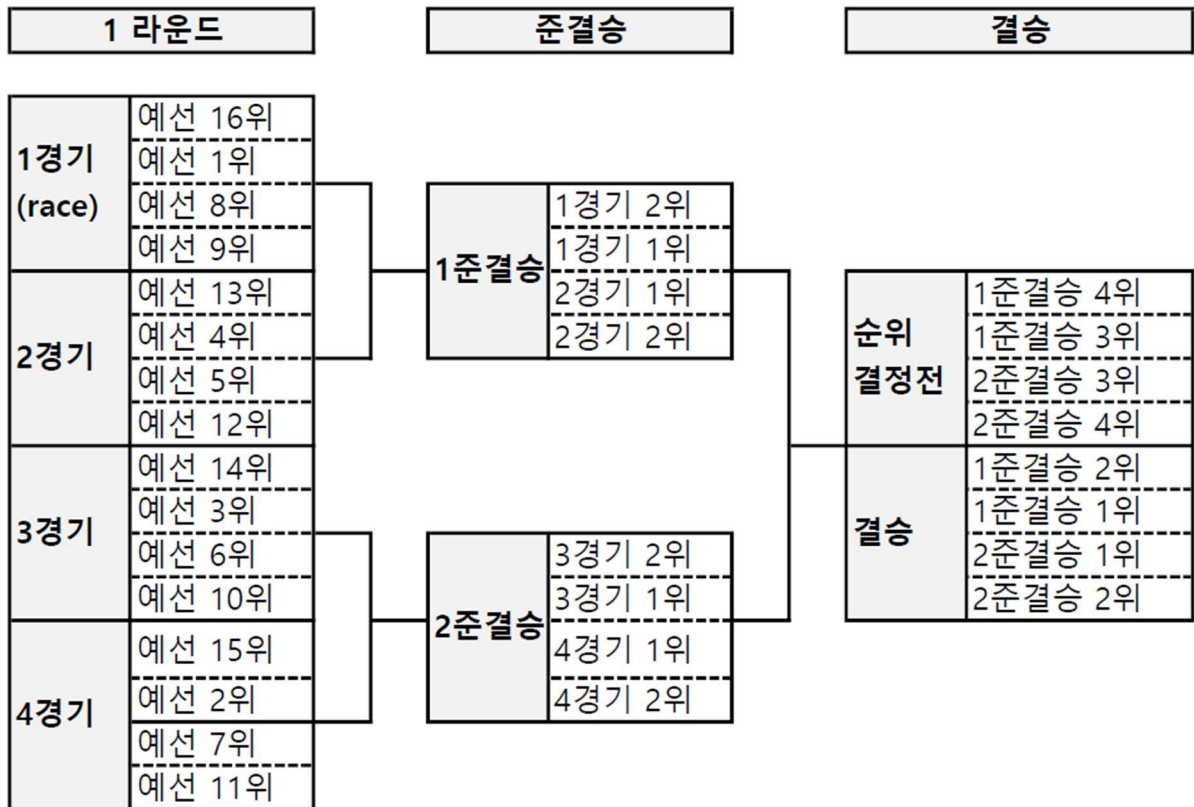 1 라운드
준결승
결승
1경기
(race)
예선 16위
예선 1위
예선 8위
예선 9위
2경기
예선 13위
예선 4위
예선 5위
예선 12위
3경기
예선 14위
예선 3위
예선 6위
예선 10위
4경기
예선 15위
예선 2위
예선 7위
예선 11위
1준결승
1경기 2위
1경기 1위
2경기 1위
2경기 2위
2준결승
3경기 2위
3경기 1위
4경기 1위
4경기 2위
순위
결정전
1준결승 4위
1준결승 3위
2준결승 3위
2준결승 4위
결승
1준결승 2위
1준결승 1위
2준결승 1위
2준결승 2위